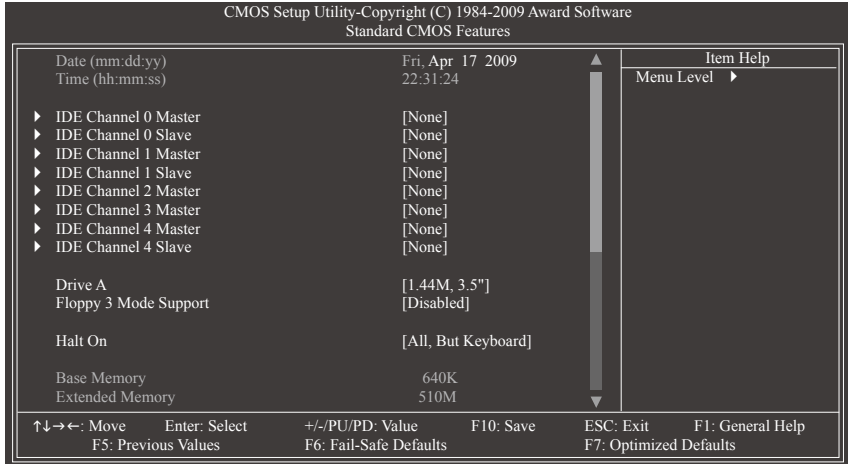 CMOS Setup Utility-Copyright (C) 1984-2009 Award Software
Standard CMOS Features
Date (mm:dd:yy) Fri, Apr 17 2009
Time (hh:mm:ss) 22:31:24
IDE Channel 0 Master [None]
IDE Channel 0 Slave [None]
IDE Channel 1 Master [None]
IDE Channel 1 Slave [None]
IDE Channel 2 Master [None]
IDE Channel 3 Master [None]
IDE Channel 4 Master [None]
IDE Channel 4 Slave [None]
Drive A [1.44M, 3.5"]
Floppy 3 Mode Support [Disabled]
Halt On [All, But Keyboard]
Base Memory 640K
Extended Memory 510M
Item Help
Menu Level
↑↓→←: Move Enter: Select +/-/PU/PD: Value F10: Save ESC: Exit F1: General Help
F5: Previous Values F6: Fail-Safe Defaults F7: Optimized Defaults